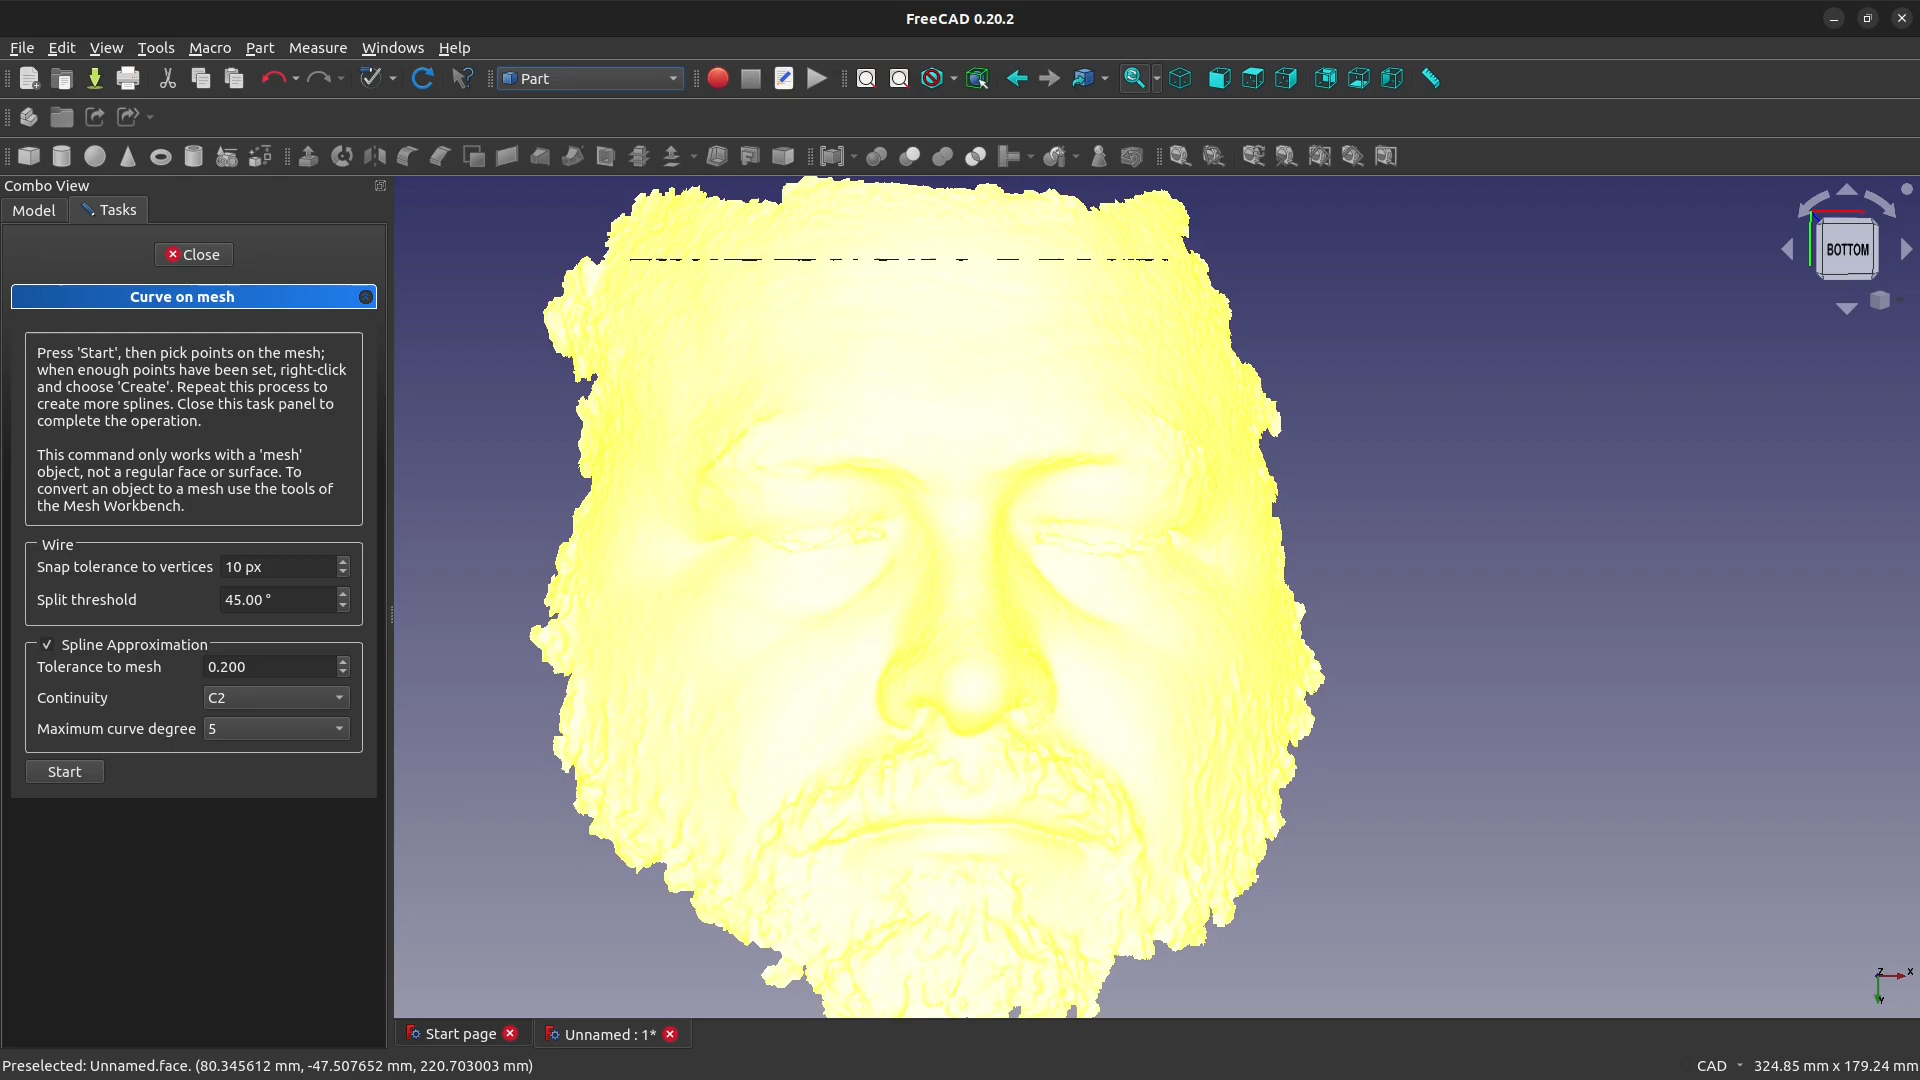 FreeCAD 0.20.2
File Edit View Tools Macro Part Measure Windows Help
Part
Combo View
Model Tasks
Close
Curve on mesh
Press 'Start', then pick points on the mesh;
when enough points have been set, right-click
and choose 'Create'. Repeat this process to
create more splines. Close this task panel to
complete the operation.
This command only works with a 'mesh'
object, not a regular face or surface. To
convert an object to a mesh use the tools of
the Mesh Workbench.
Wire
Snap tolerance to vertices 10 px
Split threshold 45.00 °
Spline Approximation
Tolerance to mesh 0.200
Continuity C2
Maximum curve degree 5
Start
BOTTOM
Z X
Y
Start page Unnamed : 1*
Preselected: Unnamed.face. (80.345612 mm, -47.507652 mm, 220.703003 mm) CAD 324.85 mm x 179.24 mm